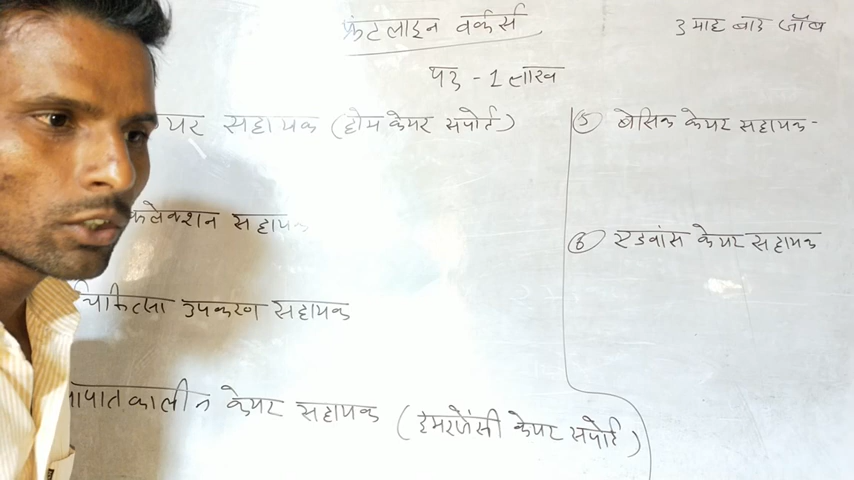 फ्रंटलाइन वर्कर्स
3 माह बाद जॉब
पद - 1 लाख
यर सहायक (होम केयर सपोर्ट)
कलेक्शन सहायक
चिकित्सा उपकरण सहायक
पातकालीन केयर सहायक (इमरजेंसी केयर सपोर्ट)
5 बेसिक केयर सहायक -
6 एडवांस केयर सहायक